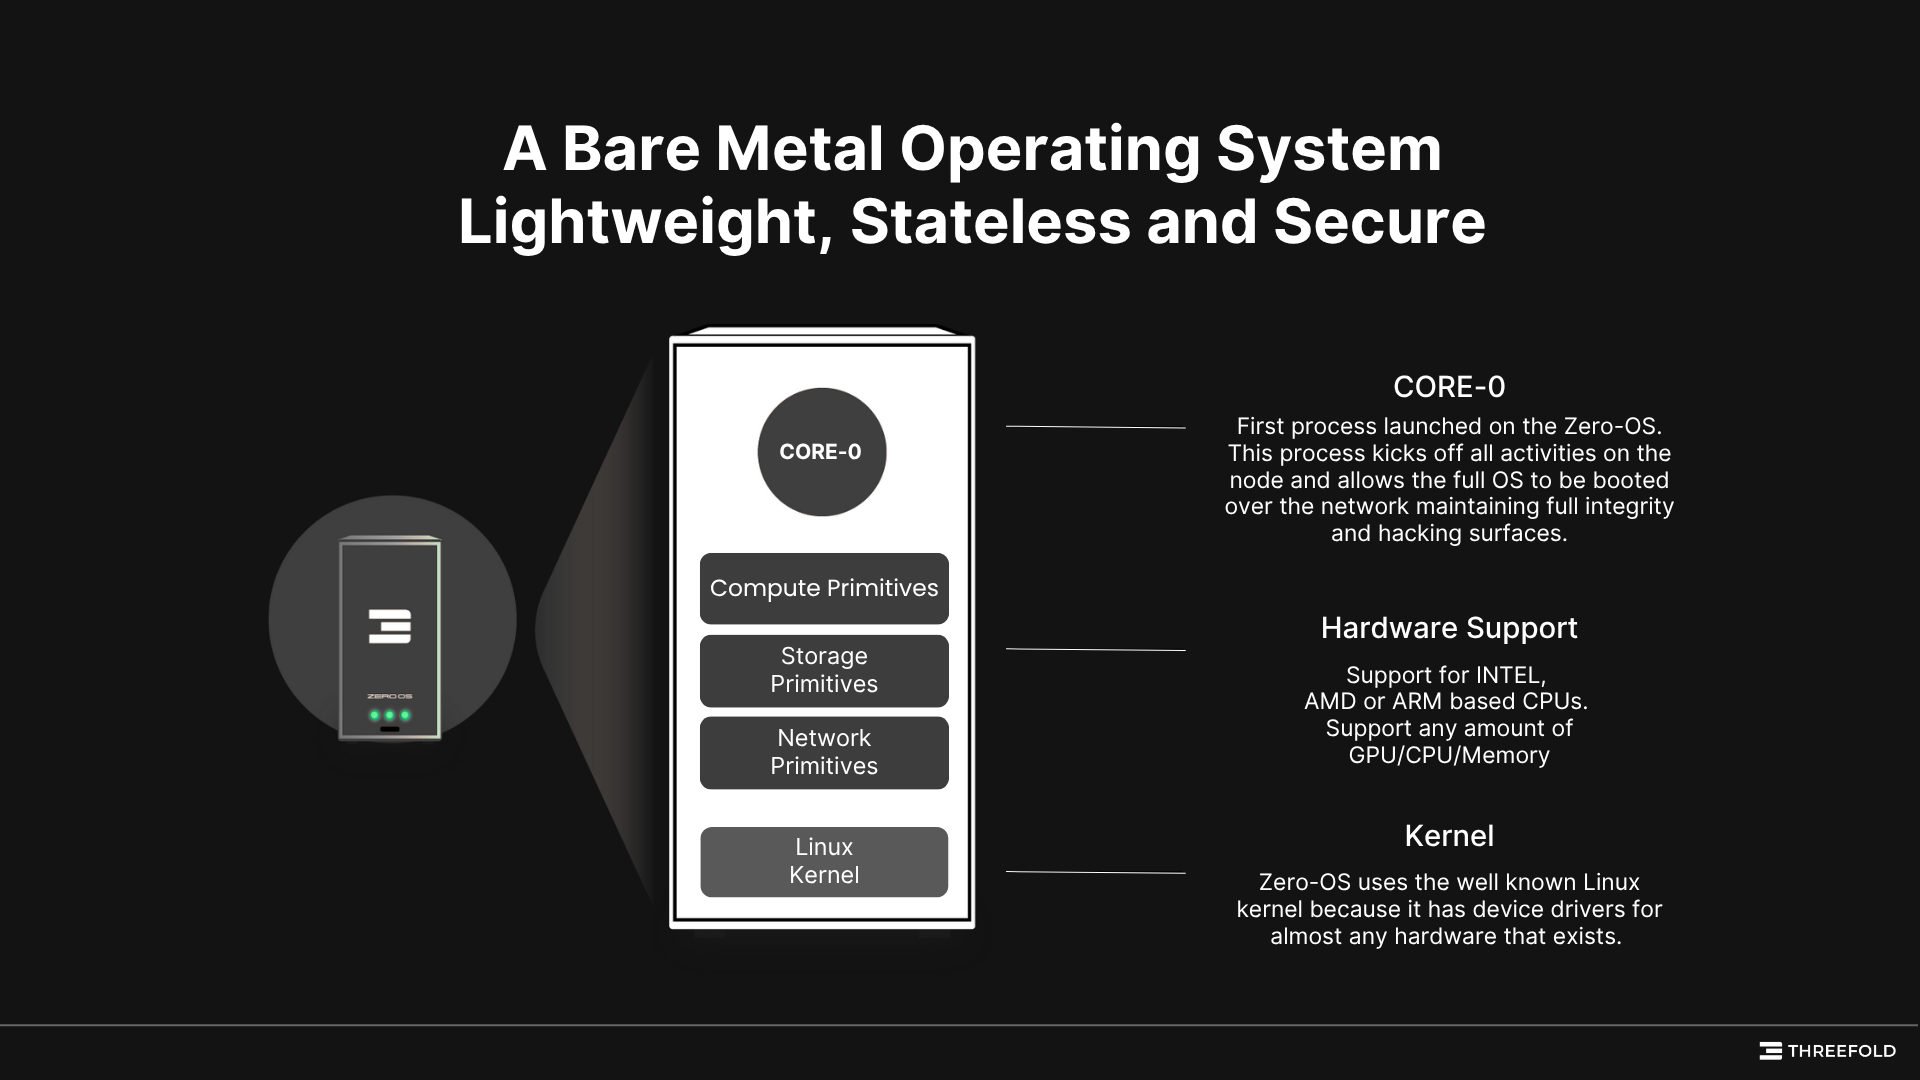 A Bare Metal Operating System
Lightweight, Stateless and Secure
CORE-0
Compute Primitives
Storage
Primitives
Network
Primitives
Linux
Kernel
ZERO OS
CORE-0
First process launched on the Zero-OS.
This process kicks off all activities on the
node and allows the full OS to be booted
over the network maintaining full integrity
and hacking surfaces.
Hardware Support
Support for INTEL,
AMD or ARM based CPUs.
Support any amount of
GPU/CPU/Memory
Kernel
Zero-OS uses the well known Linux
kernel because it has device drivers for
almost any hardware that exists.
THREEFOLD